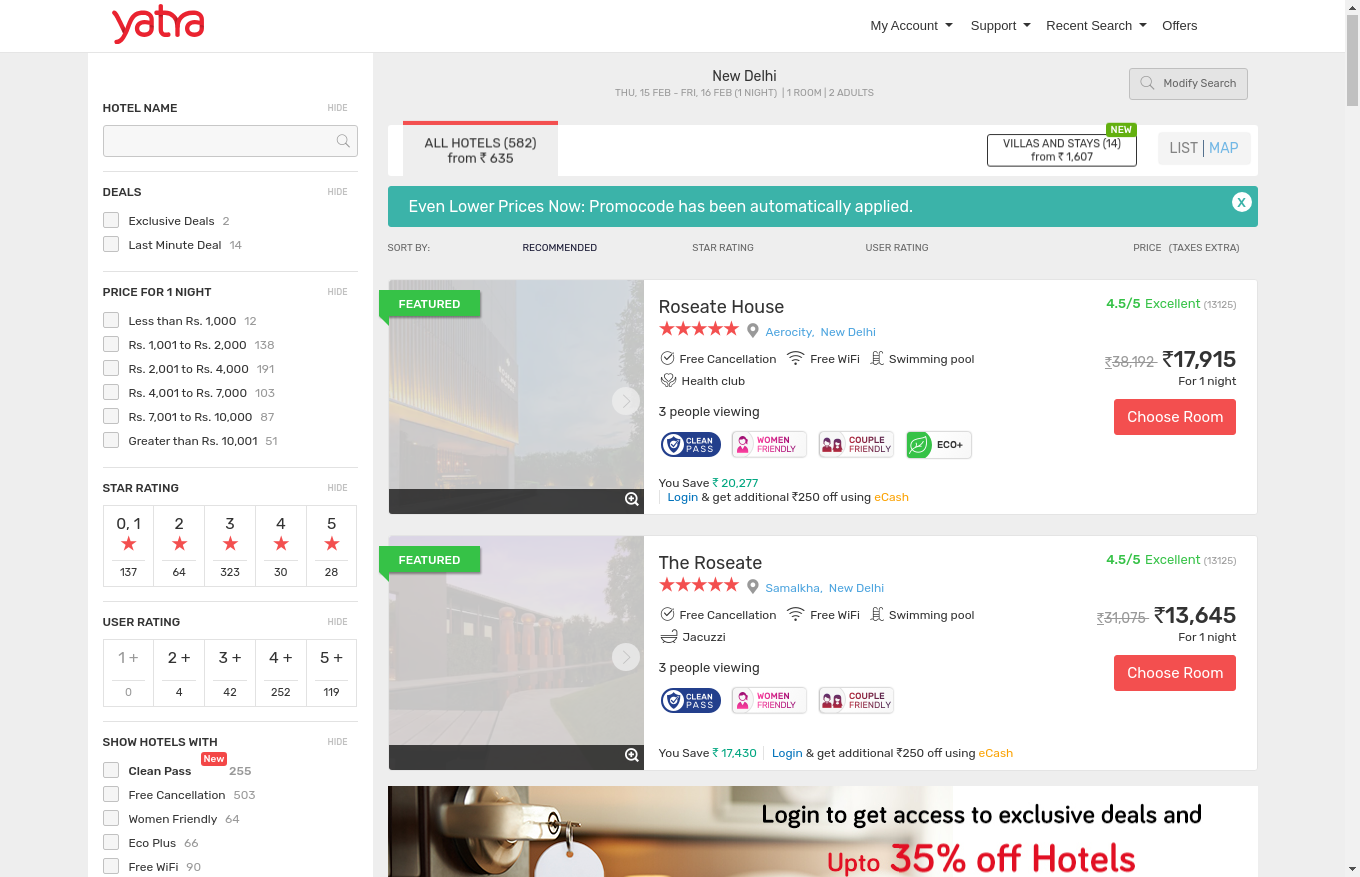 yatra
My Account
Support
Recent Search
Offers
New Delhi
THU, 15 FEB – FRI, 16 FEB (1 NIGHT) | 1 ROOM | 2 ADULTS
Modify Search
HOTEL NAME HIDE
DEALS HIDE
Exclusive Deals 2
Last Minute Deal 14
PRICE FOR 1 NIGHT HIDE
Less than Rs. 1,000 12
Rs. 1,001 to Rs. 2,000 138
Rs. 2,001 to Rs. 4,000 191
Rs. 4,001 to Rs. 7,000 103
Rs. 7,001 to Rs. 10,000 87
Greater than Rs. 10,001 51
STAR RATING HIDE
0, 1 2 3 4 5
137 64 323 30 28
USER RATING HIDE
1 + 2 + 3 + 4 + 5 +
0 4 42 252 119
SHOW HOTELS WITH HIDE
New
Clean Pass 255
Free Cancellation 503
Women Friendly 64
Eco Plus 66
Free WiFi 90
ALL HOTELS (582)
from ₹ 635
NEW
VILLAS AND STAYS (14)
from ₹ 1,607
LIST | MAP
Even Lower Prices Now: Promocode has been automatically applied.
X
SORT BY: RECOMMENDED STAR RATING USER RATING PRICE (TAXES EXTRA)
FEATURED
Roseate House
4.5/5 Excellent (13125)
Aerocity, New Delhi
Free Cancellation Free WiFi Swimming pool
Health club
₹38,192 ₹17,915
For 1 night
Choose Room
3 people viewing
CLEAN PASS
WOMEN FRIENDLY
COUPLE FRIENDLY
ECO+
You Save ₹ 20,277
Login & get additional ₹250 off using eCash
FEATURED
The Roseate
4.5/5 Excellent (13125)
Samalkha, New Delhi
Free Cancellation Free WiFi Swimming pool
Jacuzzi
₹31,075 ₹13,645
For 1 night
Choose Room
3 people viewing
CLEAN PASS
WOMEN FRIENDLY
COUPLE FRIENDLY
You Save ₹ 17,430 Login & get additional ₹250 off using eCash
Login to get access to exclusive deals and
Upto 35% off Hotels